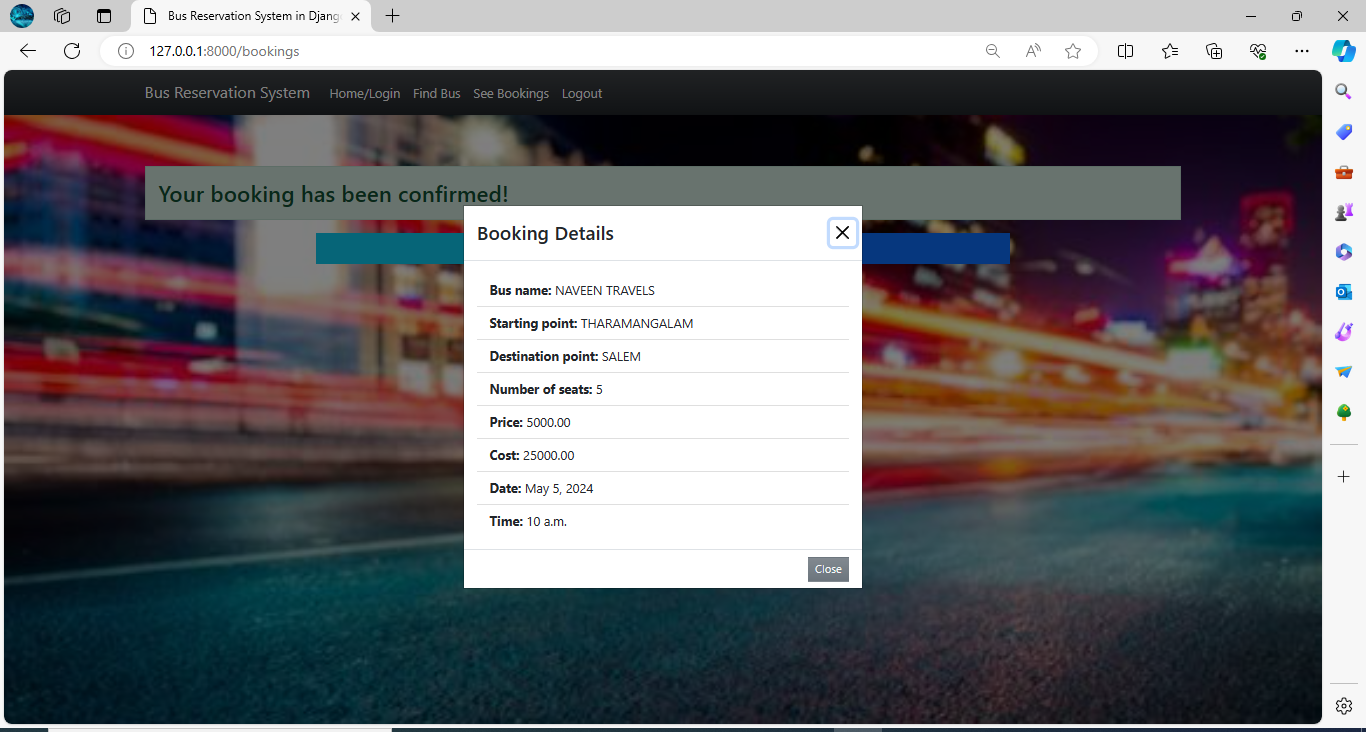 Bus Reservation System in Djang
127.0.0.1:8000/bookings
Bus Reservation System Home/Login Find Bus See Bookings Logout
Your booking has been confirmed!
Booking Details
Bus name: NAVEEN TRAVELS
Starting point: THARAMANGALAM
Destination point: SALEM
Number of seats: 5
Price: 5000.00
Cost: 25000.00
Date: May 5, 2024
Time: 10 a.m.
Close